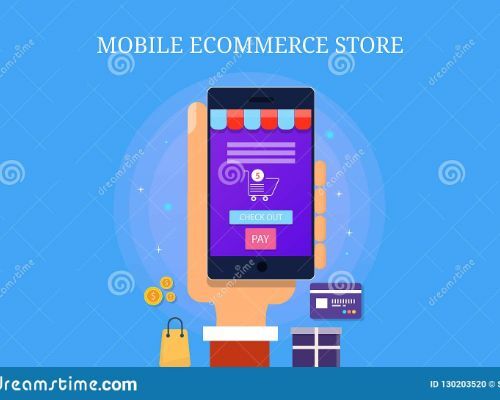 MOBILE ECOMMERCE STORE
5
CHECK OUT
PAY
dreamstime.com
ID 130203520 ©